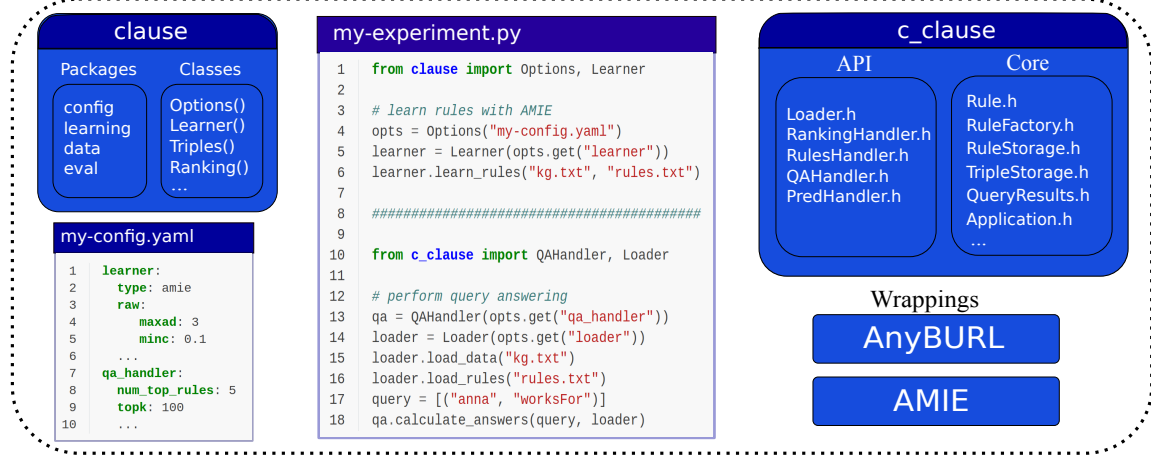 clause
Packages
Classes
config
learning
data
eval
Options()
Learner()
Triples()
Ranking()
...
my-config.yaml
1 learner:
2 type: amie
3 raw:
4 maxad: 3
5 minc: 0.1
6 ...
7 qa_handler:
8 num_top_rules: 5
9 topk: 100
10 ...
my-experiment.py
1 from clause import Options, Learner
2
3 # learn rules with AMIE
4 opts = Options("my-config.yaml")
5 learner = Learner(opts.get("learner"))
6 learner.learn_rules("kg.txt", "rules.txt")
7
8 ##########################################
9
10 from c_clause import QAHandler, Loader
11
12 # perform query answering
13 qa = QAHandler(opts.get("qa_handler"))
14 loader = Loader(opts.get("loader"))
15 loader.load_data("kg.txt")
16 loader.load_rules("rules.txt")
17 query = [("anna", "worksFor")]
18 qa.calculate_answers(query, loader)
c_clause
API
Core
Loader.h
RankingHandler.h
RulesHandler.h
QAHandler.h
PredHandler.h
Rule.h
RuleFactory.h
RuleStorage.h
TripleStorage.h
QueryResults.h
Application.h
...
Wrappings
AnyBURL
AMIE